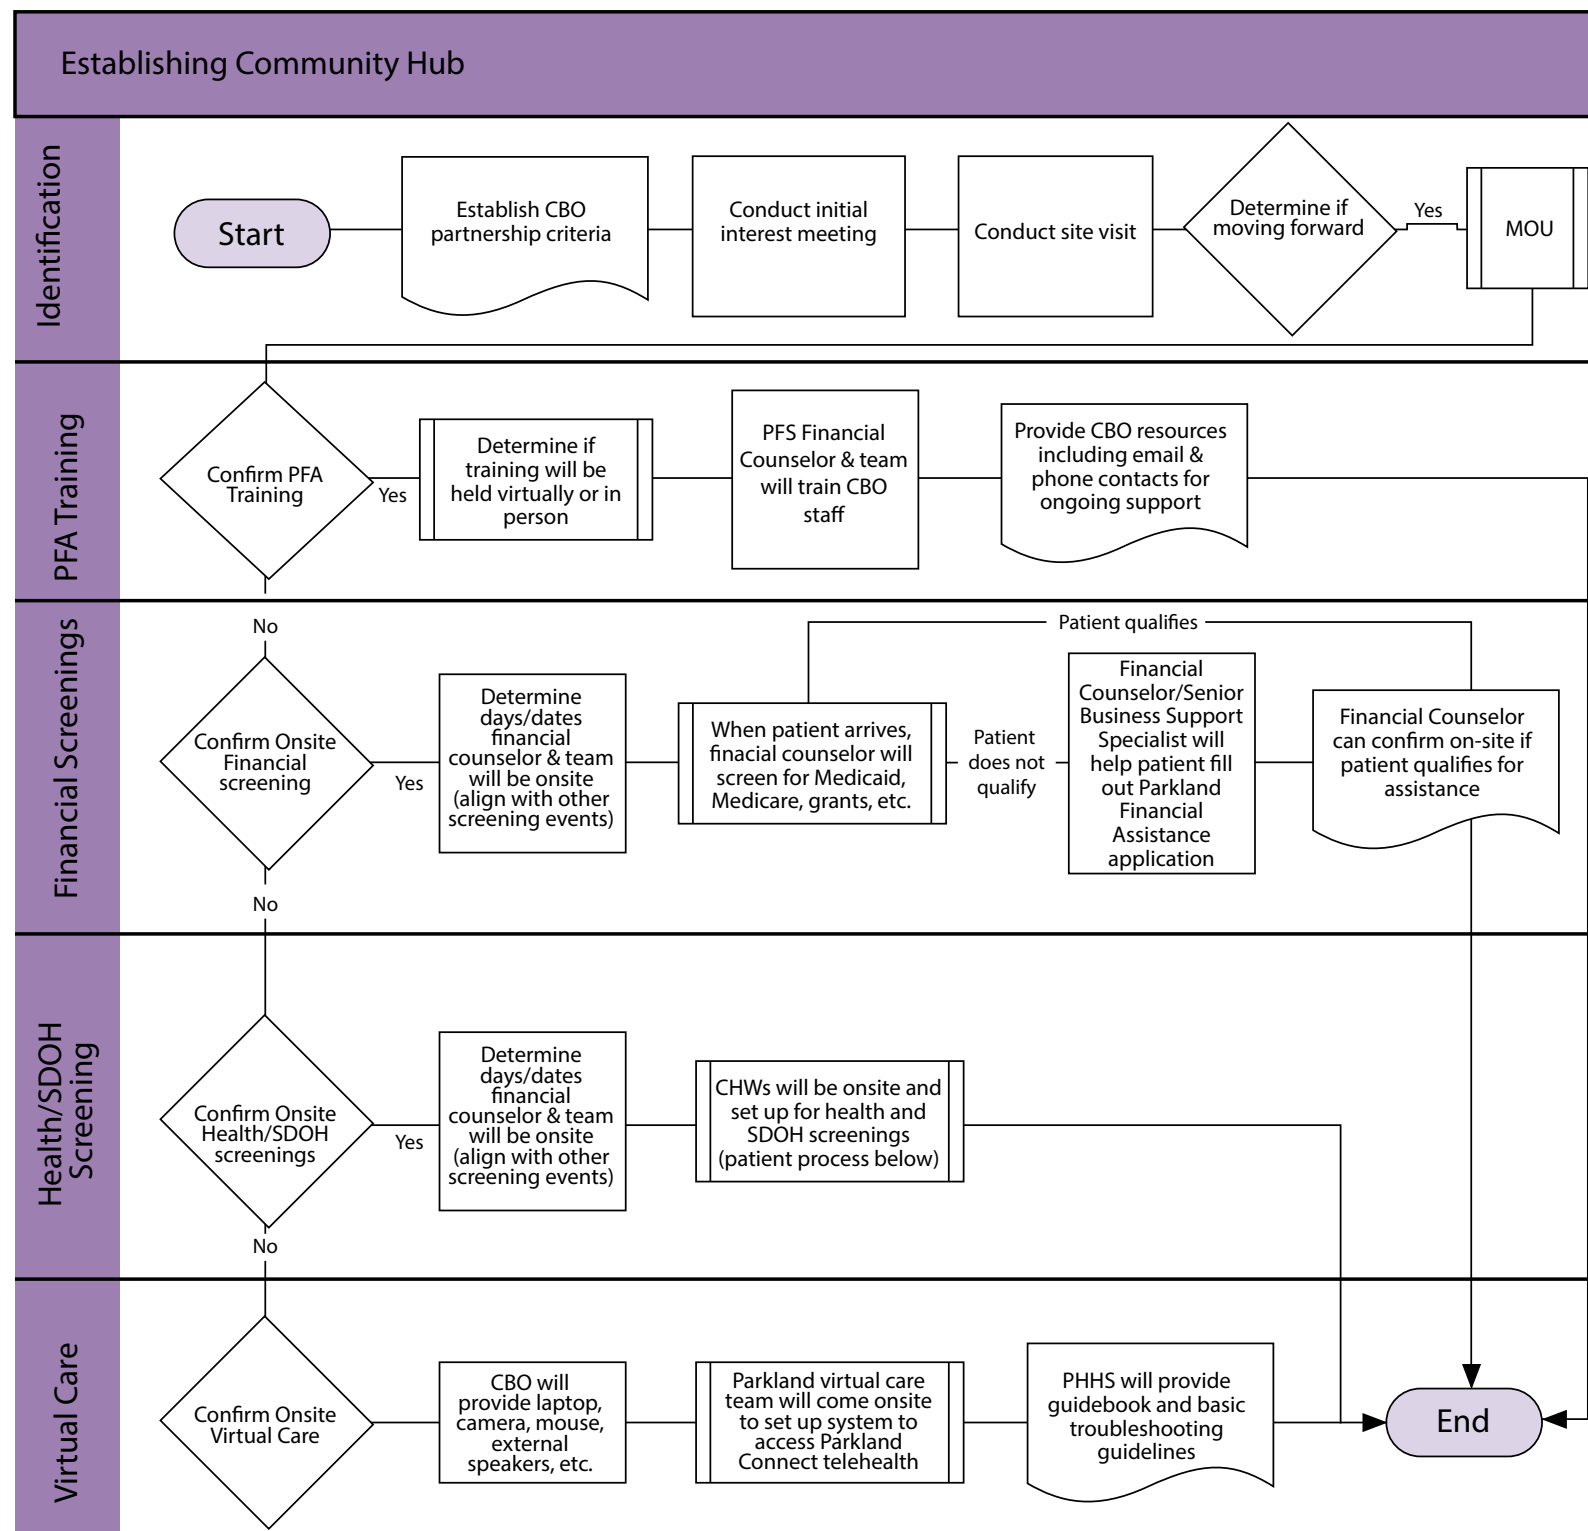 Establishing Community Hub
Identification
Start
Establish CBO
partnership criteria
Conduct initial
interest meeting
Conduct site visit
Determine if
moving forward
Yes
MOU
PFA Training
Confirm PFA
Training
Yes
Determine if
training will be
held virtually or in
person
PFS Financial
Counselor & team
will train CBO
staff
Provide CBO resources
including email &
phone contacts for
ongoing support
No
Financial Screenings
Confirm Onsite
Financial
screening
Yes
Determine
days/dates
financial
counselor & team
will be onsite
(align with other
screening events)
When patient arrives,
finacial counselor will
screen for Medicaid,
Medicare, grants, etc.
Patient qualifies
Patient
does not
qualify
Financial
Counselor/Senior
Business Support
Specialist will
help patient fill
out Parkland
Financial
Assistance
application
Financial Counselor
can confirm on-site if
patient qualifies for
assistance
No
Health/SDOH
Screening
Confirm Onsite
Health/SDOH
screenings
Yes
Determine
days/dates
financial
counselor & team
will be onsite
(align with other
screening events)
CHWs will be onsite and
set up for health and
SDOH screenings
(patient process below)
No
Virtual Care
Confirm Onsite
Virtual Care
CBO will
provide laptop,
camera, mouse,
external
speakers, etc.
Parkland virtual care
team will come onsite
to set up system to
access Parkland
Connect telehealth
PHHS will provide
guidebook and basic
troubleshooting
guidelines
End